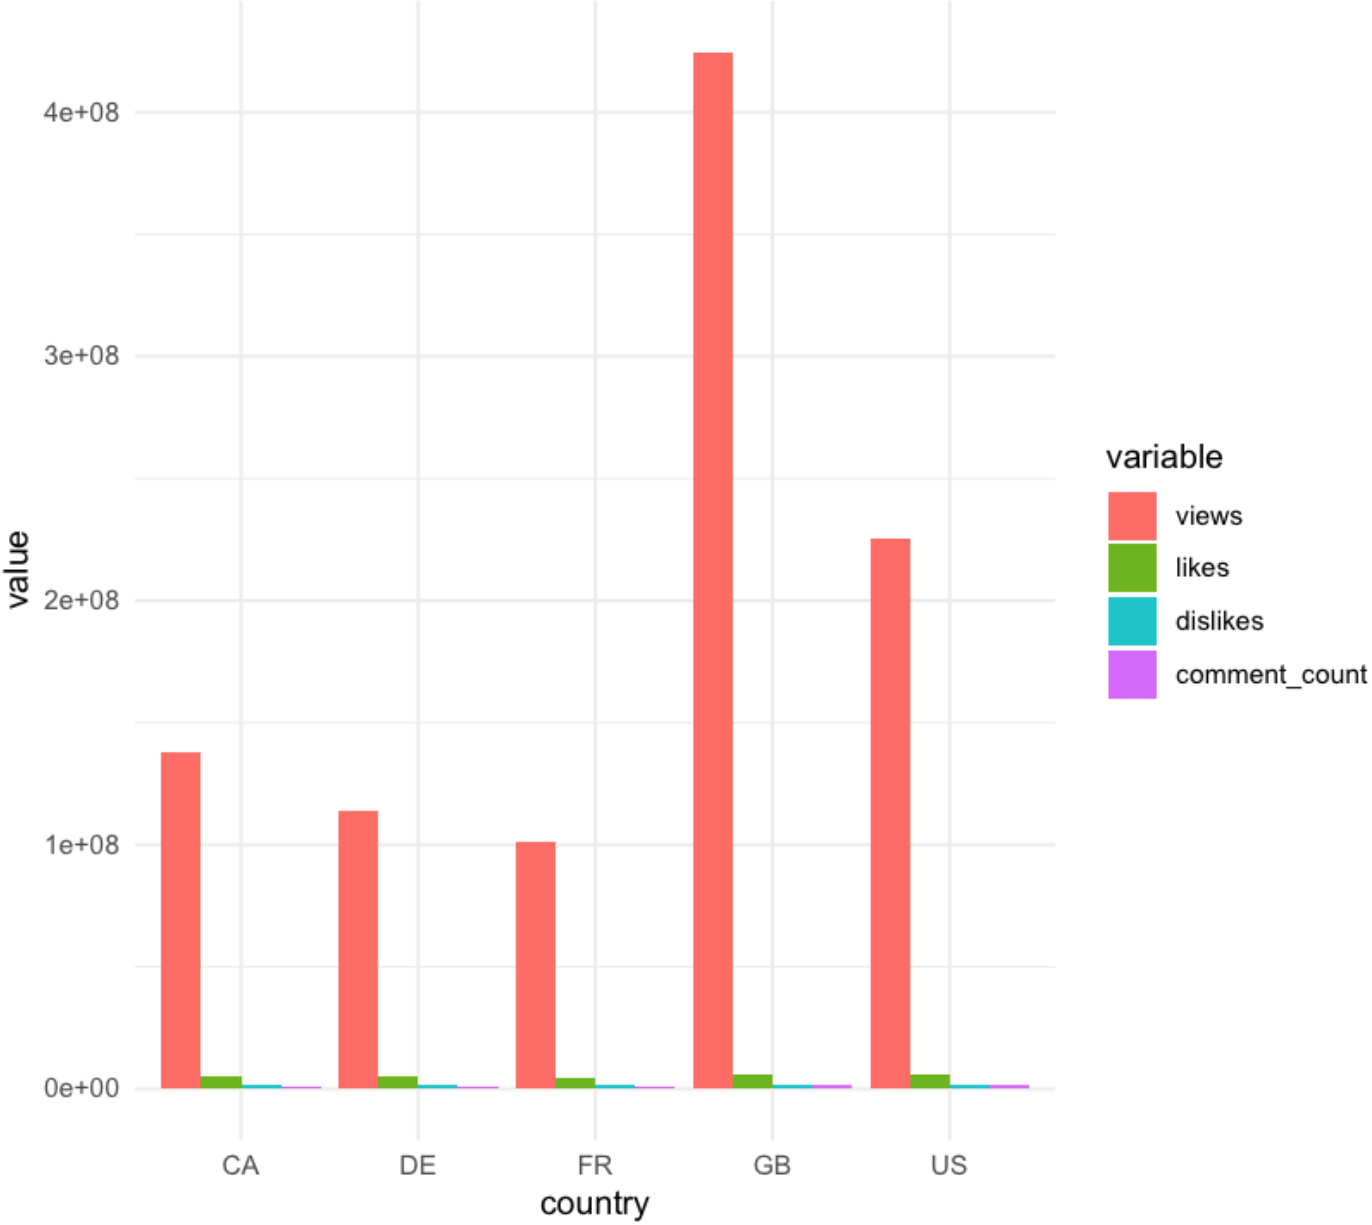 4e+08
3e+08
2e+08
1e+08
0e+00
value
CA DE FR GB US
country
variable
views
likes
dislikes
comment_count